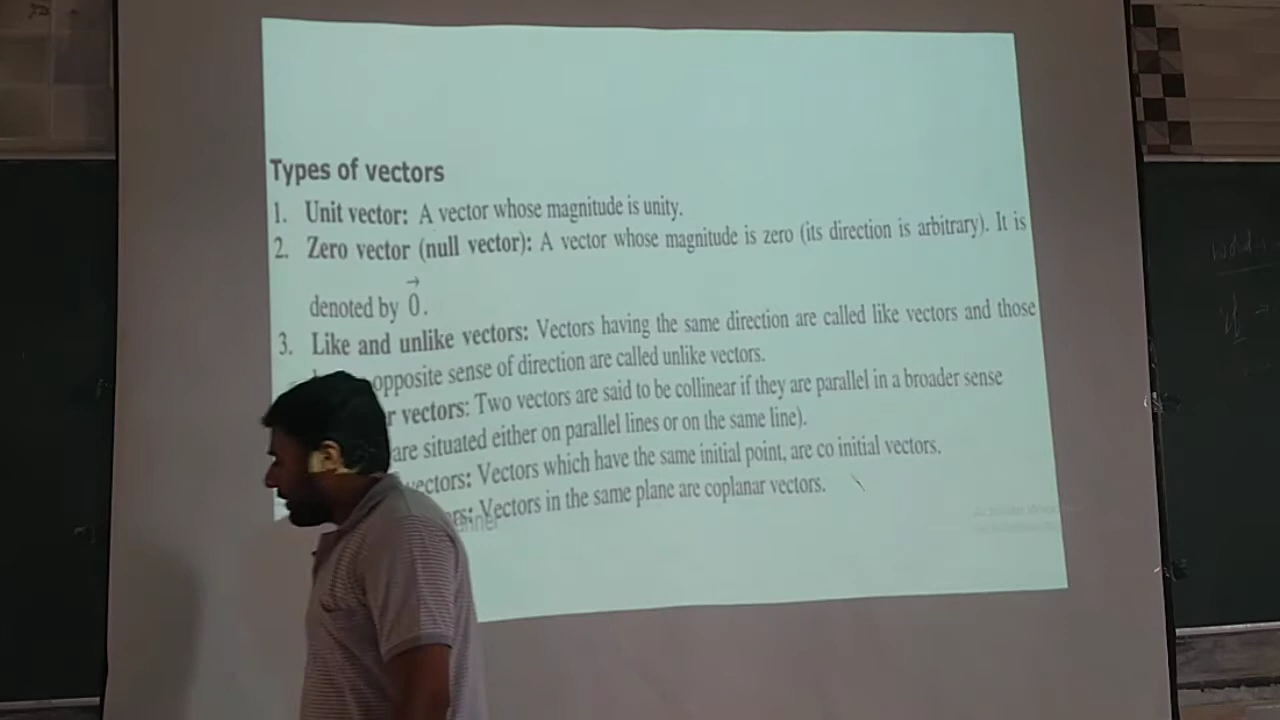 Types of vectors
1. Unit vector: A vector whose magnitude is unity.
2. Zero vector (null vector): A vector whose magnitude is zero (its direction is arbitrary). It is
denoted by 0⃗.
3. Like and unlike vectors: Vectors having the same direction are called like vectors and those
opposite sense of direction are called unlike vectors.
vectors: Two vectors are said to be collinear if they are parallel in a broader sense
are situated either on parallel lines or on the same line).
vectors: Vectors which have the same initial point, are co initial vectors.
Vectors in the same plane are coplanar vectors.